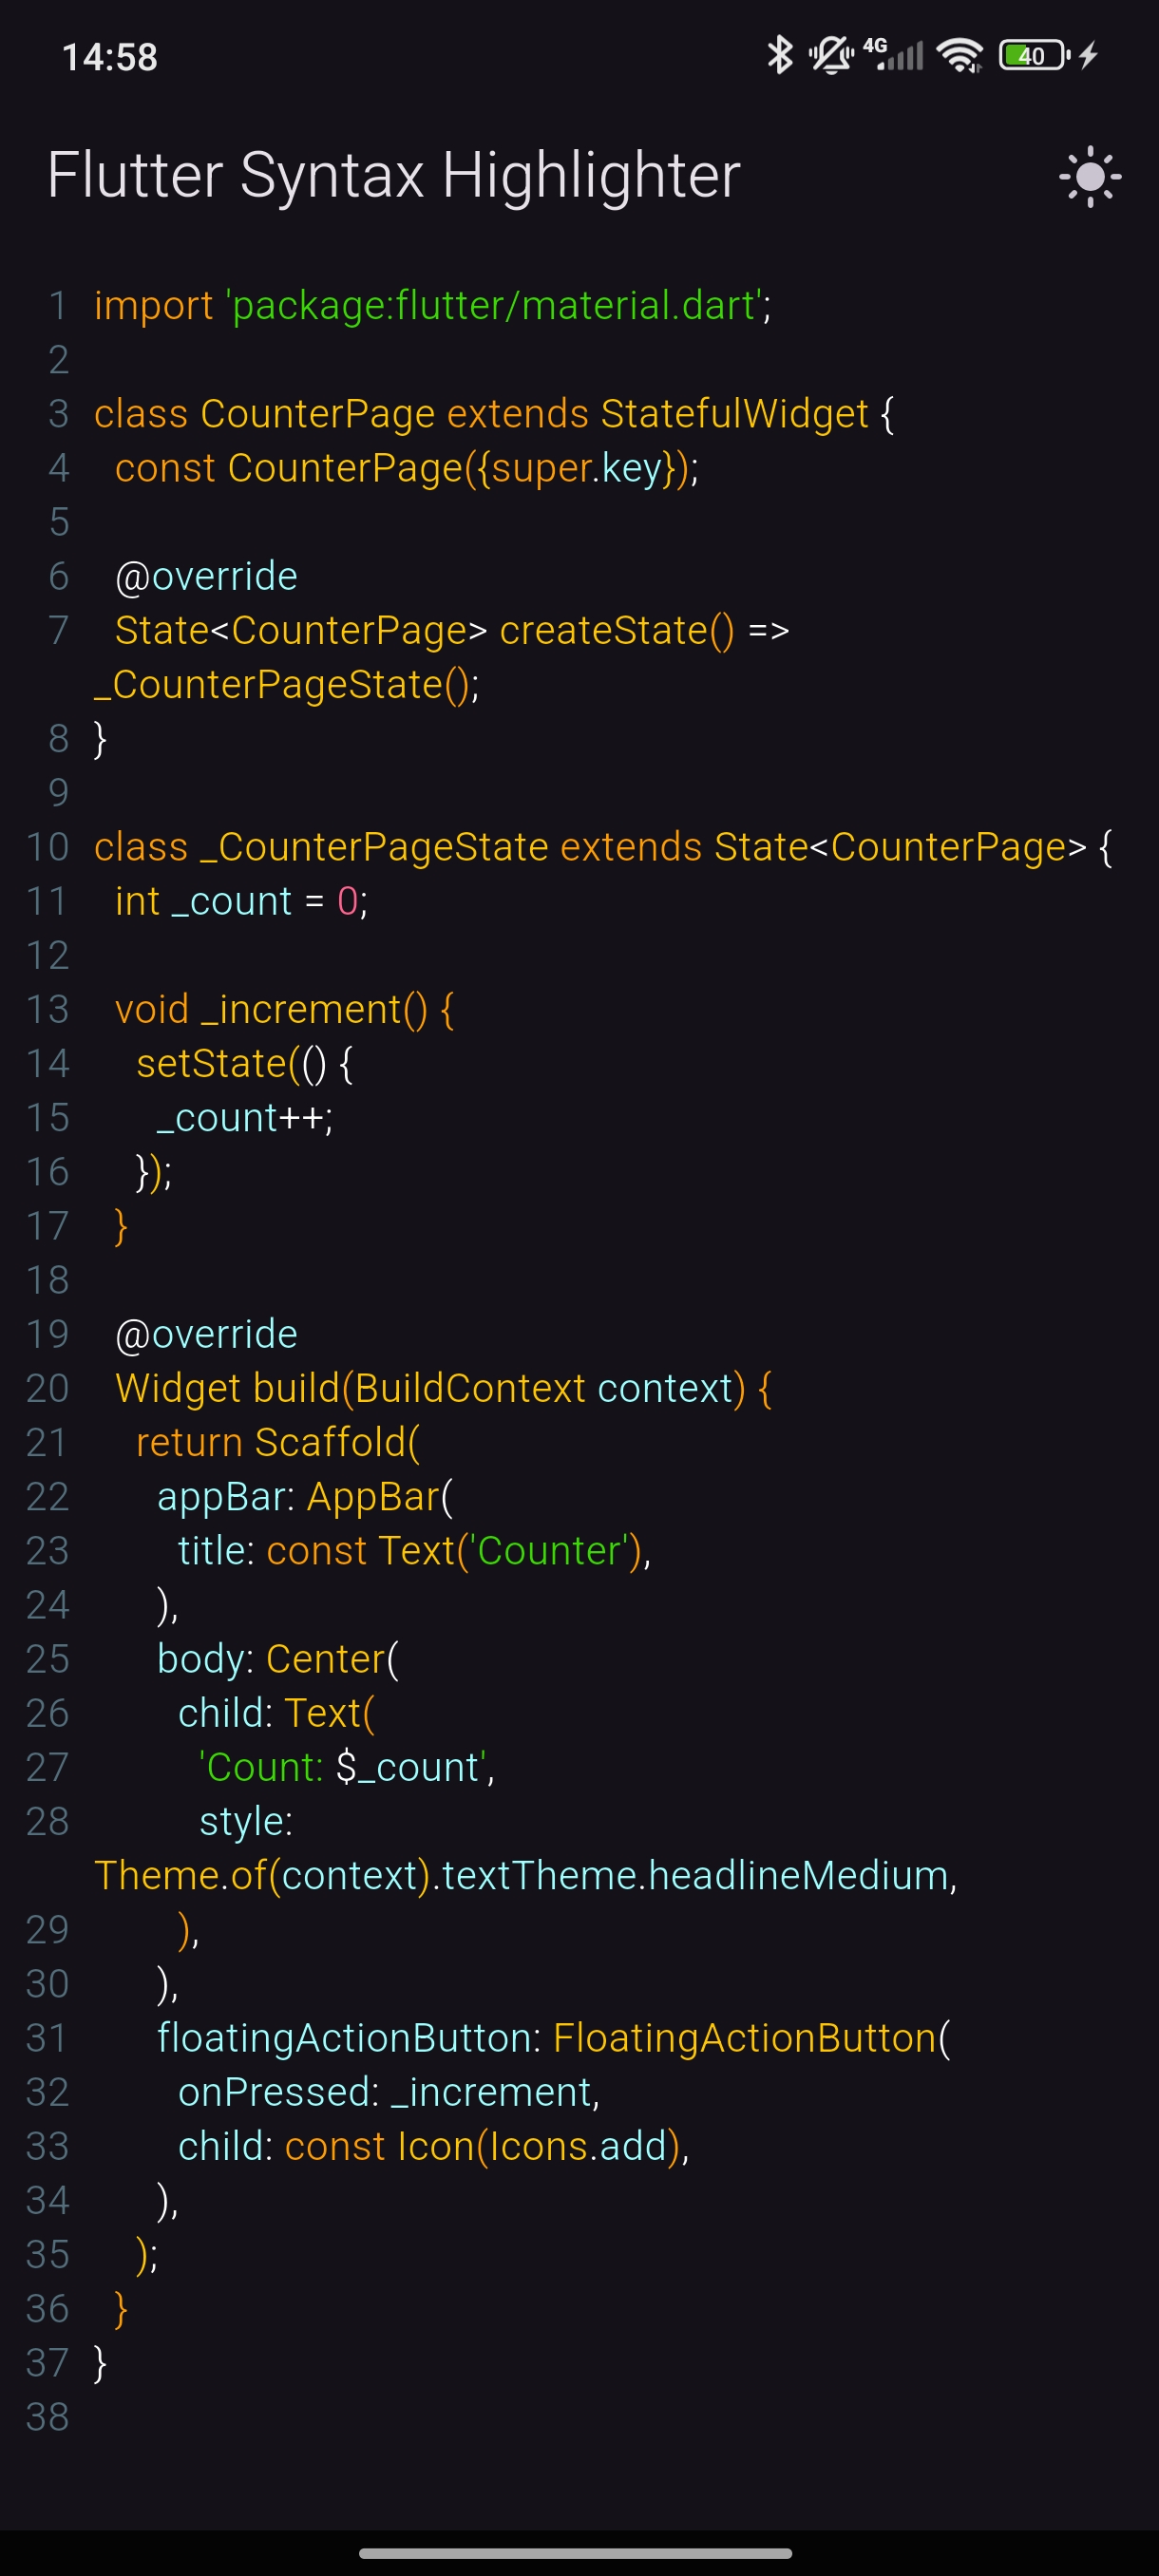 14:58
4G
40
Flutter Syntax Highlighter
1 import 'package:flutter/material.dart';
2
3 class CounterPage extends StatefulWidget {
4   const CounterPage({super.key});
5
6   @override
7   State<CounterPage> createState() =>
_CounterPageState();
8 }
9
10 class _CounterPageState extends State<CounterPage> {
11   int _count = 0;
12
13   void _increment() {
14     setState(() {
15       _count++;
16     });
17   }
18
19   @override
20   Widget build(BuildContext context) {
21     return Scaffold(
22       appBar: AppBar(
23         title: const Text('Counter'),
24       ),
25       body: Center(
26         child: Text(
27           'Count: $_count',
28           style:
Theme.of(context).textTheme.headlineMedium,
29         ),
30       ),
31       floatingActionButton: FloatingActionButton(
32         onPressed: _increment,
33         child: const Icon(Icons.add),
34       ),
35     );
36   }
37 }
38